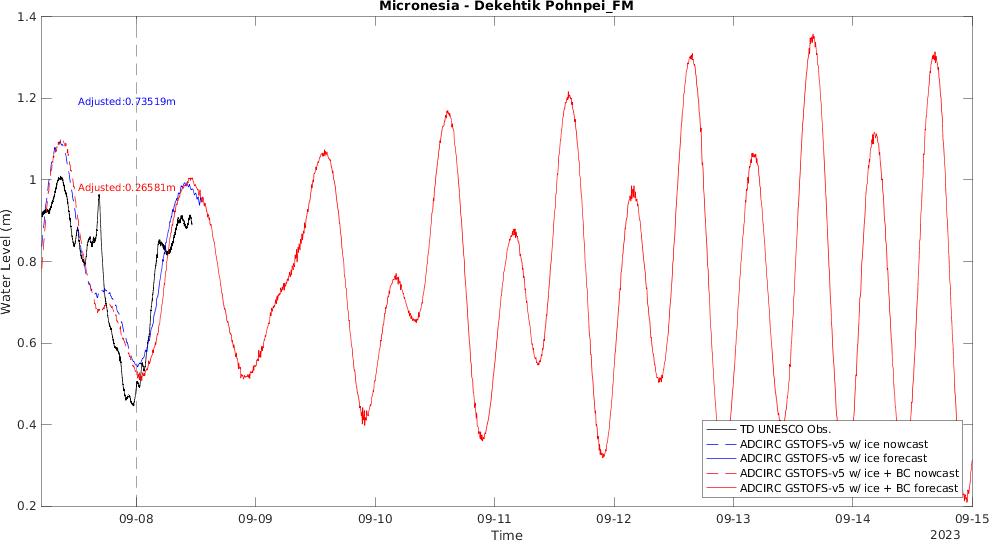 Micronesia - Dekehtik Pohnpei_FM
1.4
1.2
1
0.8
0.6
0.4
0.2
Water Level (m)
Adjusted:0.73519m
Adjusted:0.26581m
TD UNESCO Obs.
ADCIRC GSTOFS-v5 w/ ice nowcast
ADCIRC GSTOFS-v5 w/ ice forecast
ADCIRC GSTOFS-v5 w/ ice + BC nowcast
ADCIRC GSTOFS-v5 w/ ice + BC forecast
09-08 09-09 09-10 09-11 09-12 09-13 09-14 09-15
Time
2023